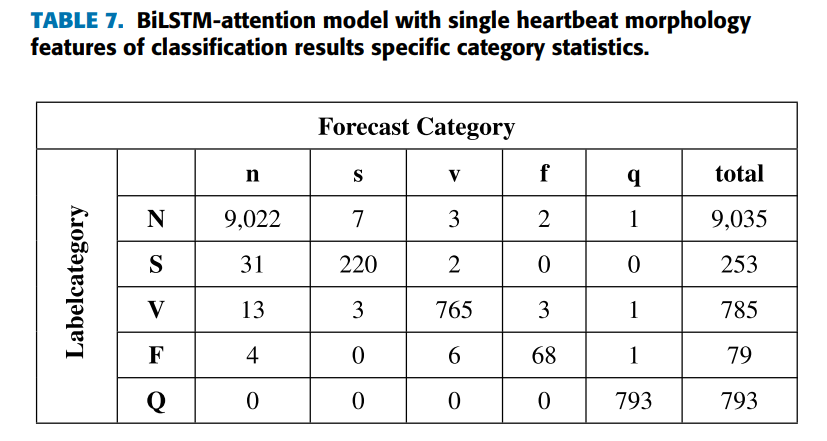 TABLE 7. BiLSTM-attention model with single heartbeat morphology
features of classification results specific category statistics.
Forecast Category
Labelcategory
n s v f q total
N 9,022 7 3 2 1 9,035
S 31 220 2 0 0 253
V 13 3 765 3 1 785
F 4 0 6 68 1 79
Q 0 0 0 0 793 793